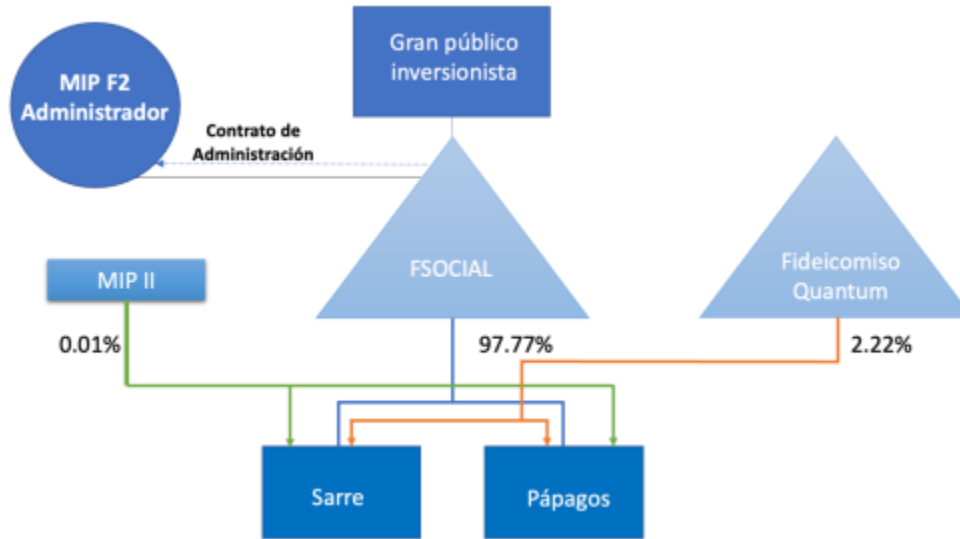 Gran público
inversionista
MIP F2
Administrador
Contrato de
Administración
FSOCIAL
Fideicomiso
Quantum
MIP II
0.01%
97.77%
2.22%
Sarre
Pápagos